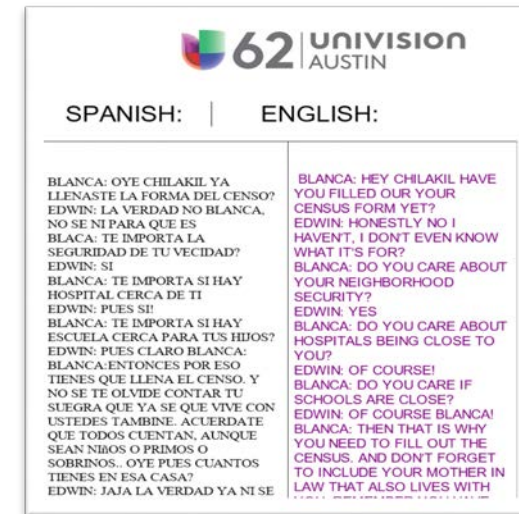 62 UNIVISION
AUSTIN
SPANISH:
ENGLISH:
BLANCA: OYE CHILAKIL YA
LLENASTE LA FORMA DEL CENSO?
EDWIN: LA VERDAD NO BLANCA,
NO SE NI PARA QUE ES
BLACA: TE IMPORTA LA
SEGURIDAD DE TU VECIDAD?
EDWIN: SI
BLANCA: TE IMPORTA SI HAY
HOSPITAL CERCA DE TI
EDWIN: PUES SI!
BLANCA: TE IMPORTA SI HAY
ESCUELA CERCA PARA TUS HIJOS?
EDWIN: PUES CLARO BLANCA:
BLANCA:ENTONCES POR ESO
TIENES QUE LLENA EL CENSO. Y
NO SE TE OLVIDE CONTAR TU
SUEGRA QUE YA SE QUE VIVE CON
USTEDES TAMBINE. ACUERDATE
QUE TODOS CUENTAN, AUNQUE
SEAN NIñOS O PRIMOS O
SOBRINOS.. OYE PUES CUANTOS
TIENES EN ESA CASA?
EDWIN: JAJA LA VERDAD YA NI SE
BLANCA: HEY CHILAKIL HAVE
YOU FILLED OUR YOUR
CENSUS FORM YET?
EDWIN: HONESTLY NO I
HAVEN'T, I DON'T EVEN KNOW
WHAT IT'S FOR?
BLANCA: DO YOU CARE ABOUT
YOUR NEIGHBORHOOD
SECURITY?
EDWIN: YES
BLANCA: DO YOU CARE ABOUT
HOSPITALS BEING CLOSE TO
YOU?
EDWIN: OF COURSE!
BLANCA: DO YOU CARE IF
SCHOOLS ARE CLOSE?
EDWIN: OF COURSE BLANCA!
BLANCA: THEN THAT IS WHY
YOU NEED TO FILL OUT THE
CENSUS. AND DON'T FORGET
TO INCLUDE YOUR MOTHER IN
LAW THAT ALSO LIVES WITH